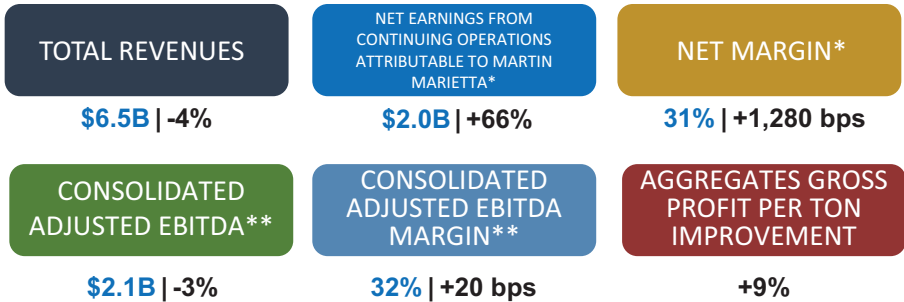 TOTAL REVENUES
$6.5B | -4%
NET EARNINGS FROM
CONTINUING OPERATIONS
ATTRIBUTABLE TO MARTIN
MARIETTA*
$2.0B | +66%
NET MARGIN*
31% | +1,280 bps
CONSOLIDATED
ADJUSTED EBITDA**
$2.1B | -3%
CONSOLIDATED
ADJUSTED EBITDA
MARGIN**
32% | +20 bps
AGGREGATES GROSS
PROFIT PER TON
IMPROVEMENT
+9%